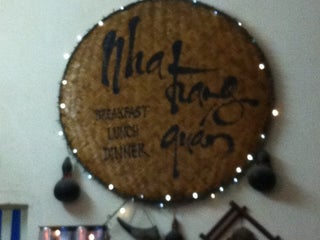 Nha
trang
quán
BREAKFAST
LUNCH
DINNER